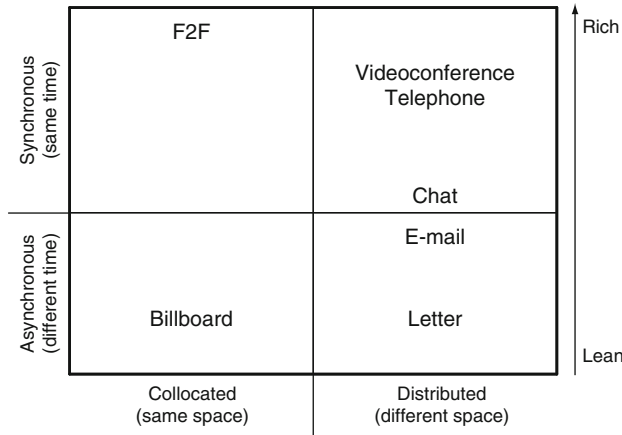 F2F
Rich
Videoconference
Telephone
Synchronous
(same time)
Chat
E-mail
Asynchronous
(different time)
Billboard
Letter
Lean
Collocated
(same space)
Distributed
(different space)